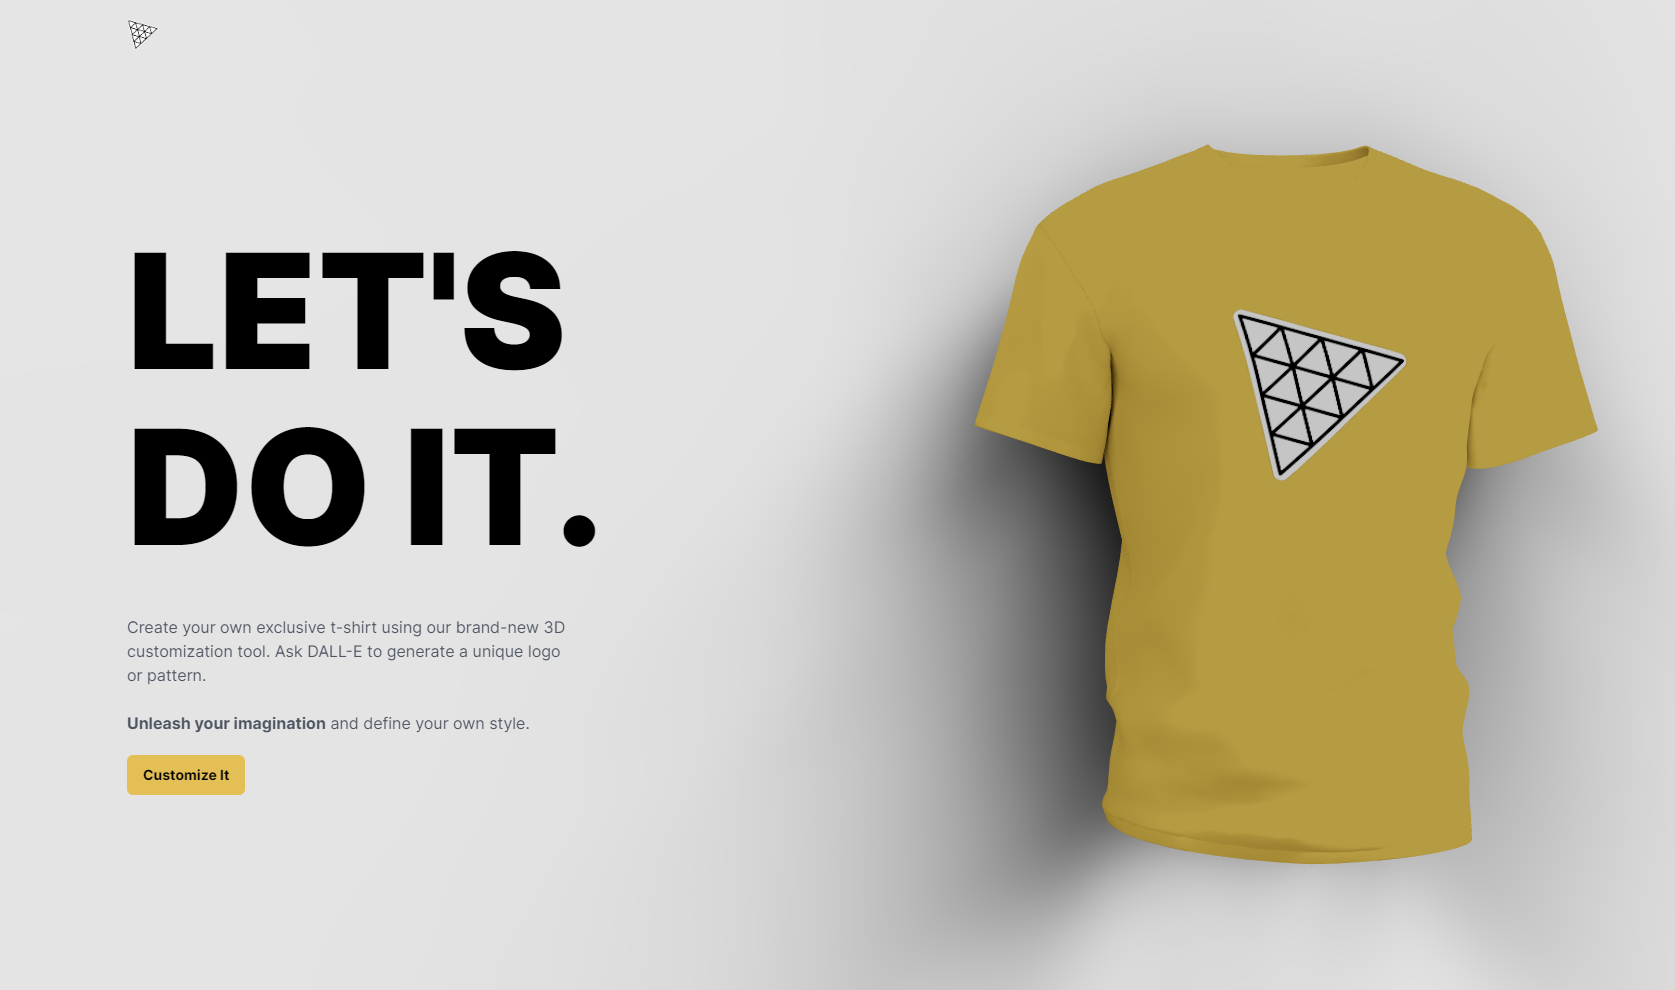 LET'S
DO IT.
Create your own exclusive t-shirt using our brand-new 3D
customization tool. Ask DALL-E to generate a unique logo
or pattern.
Unleash your imagination and define your own style.
Customize It